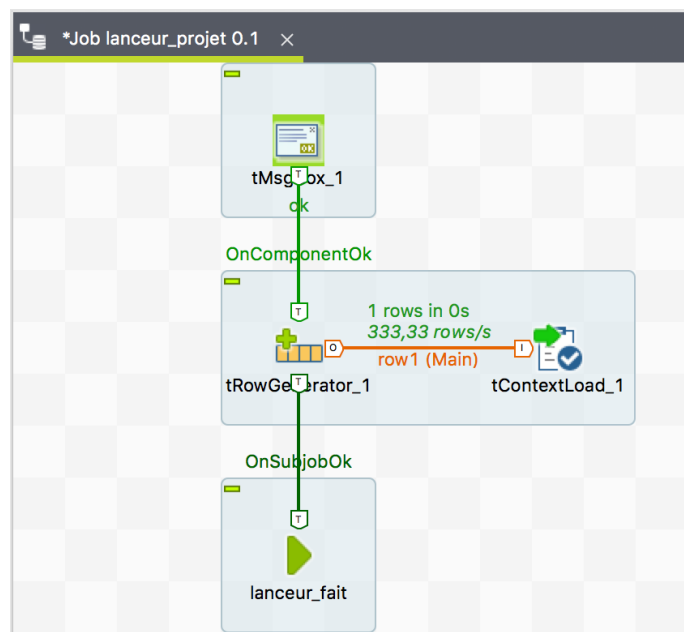 *Job lanceur_projet 0.1
tMsgBox_1
ok
OnComponentOk
1 rows in 0s
333,33 rows/s
row1 (Main)
tRowGenerator_1
tContextLoad_1
OnSubjobOk
lanceur_fait